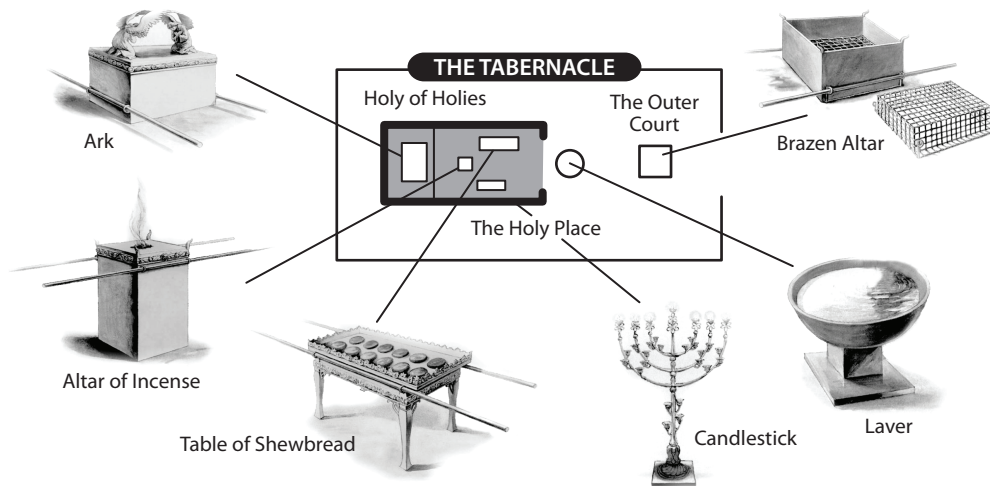 THE TABERNACLE
Holy of Holies
The Outer
Court
Ark
Brazen Altar
The Holy Place
Altar of Incense
Table of Shewbread
Candlestick
Laver